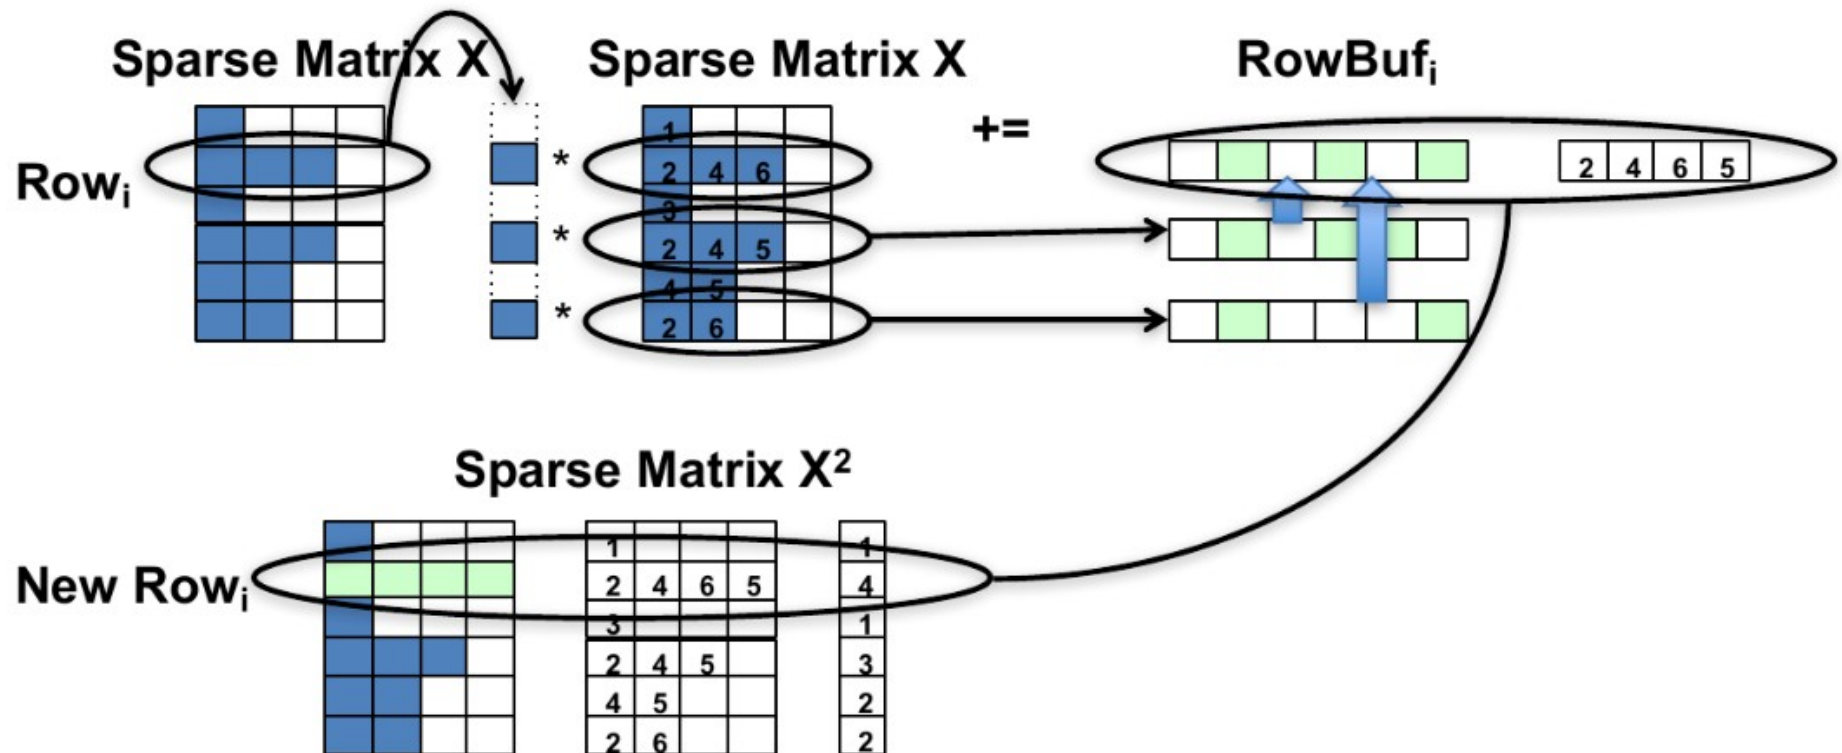 Sparse Matrix X Sparse Matrix X RowBufi
+=
Rowi
1
* 2 4 6 2 4 6 5
3
* 2 4 5
4 5
* 2 6
Sparse Matrix X²
1 1
New Rowi 2 4 6 5 4
3 1
2 4 5 3
4 5 2
2 6 2